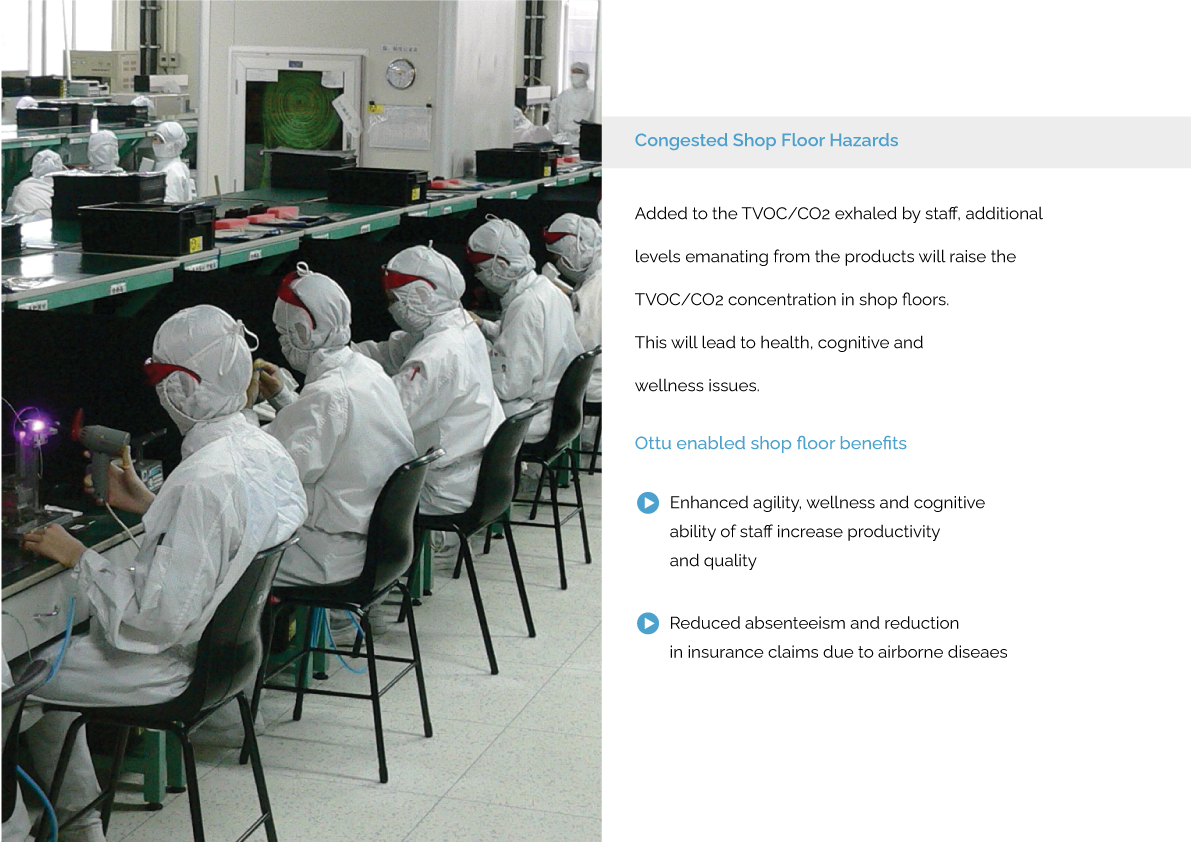 Congested Shop Floor Hazards
Added to the TVOC/CO2 exhaled by staff, additional
levels emanating from the products will raise the
TVOC/CO2 concentration in shop floors.
This will lead to health, cognitive and
wellness issues.
Ottu enabled shop floor benefits
Enhanced agility, wellness and cognitive
ability of staff increase productivity
and quality
Reduced absenteeism and reduction
in insurance claims due to airborne diseaes